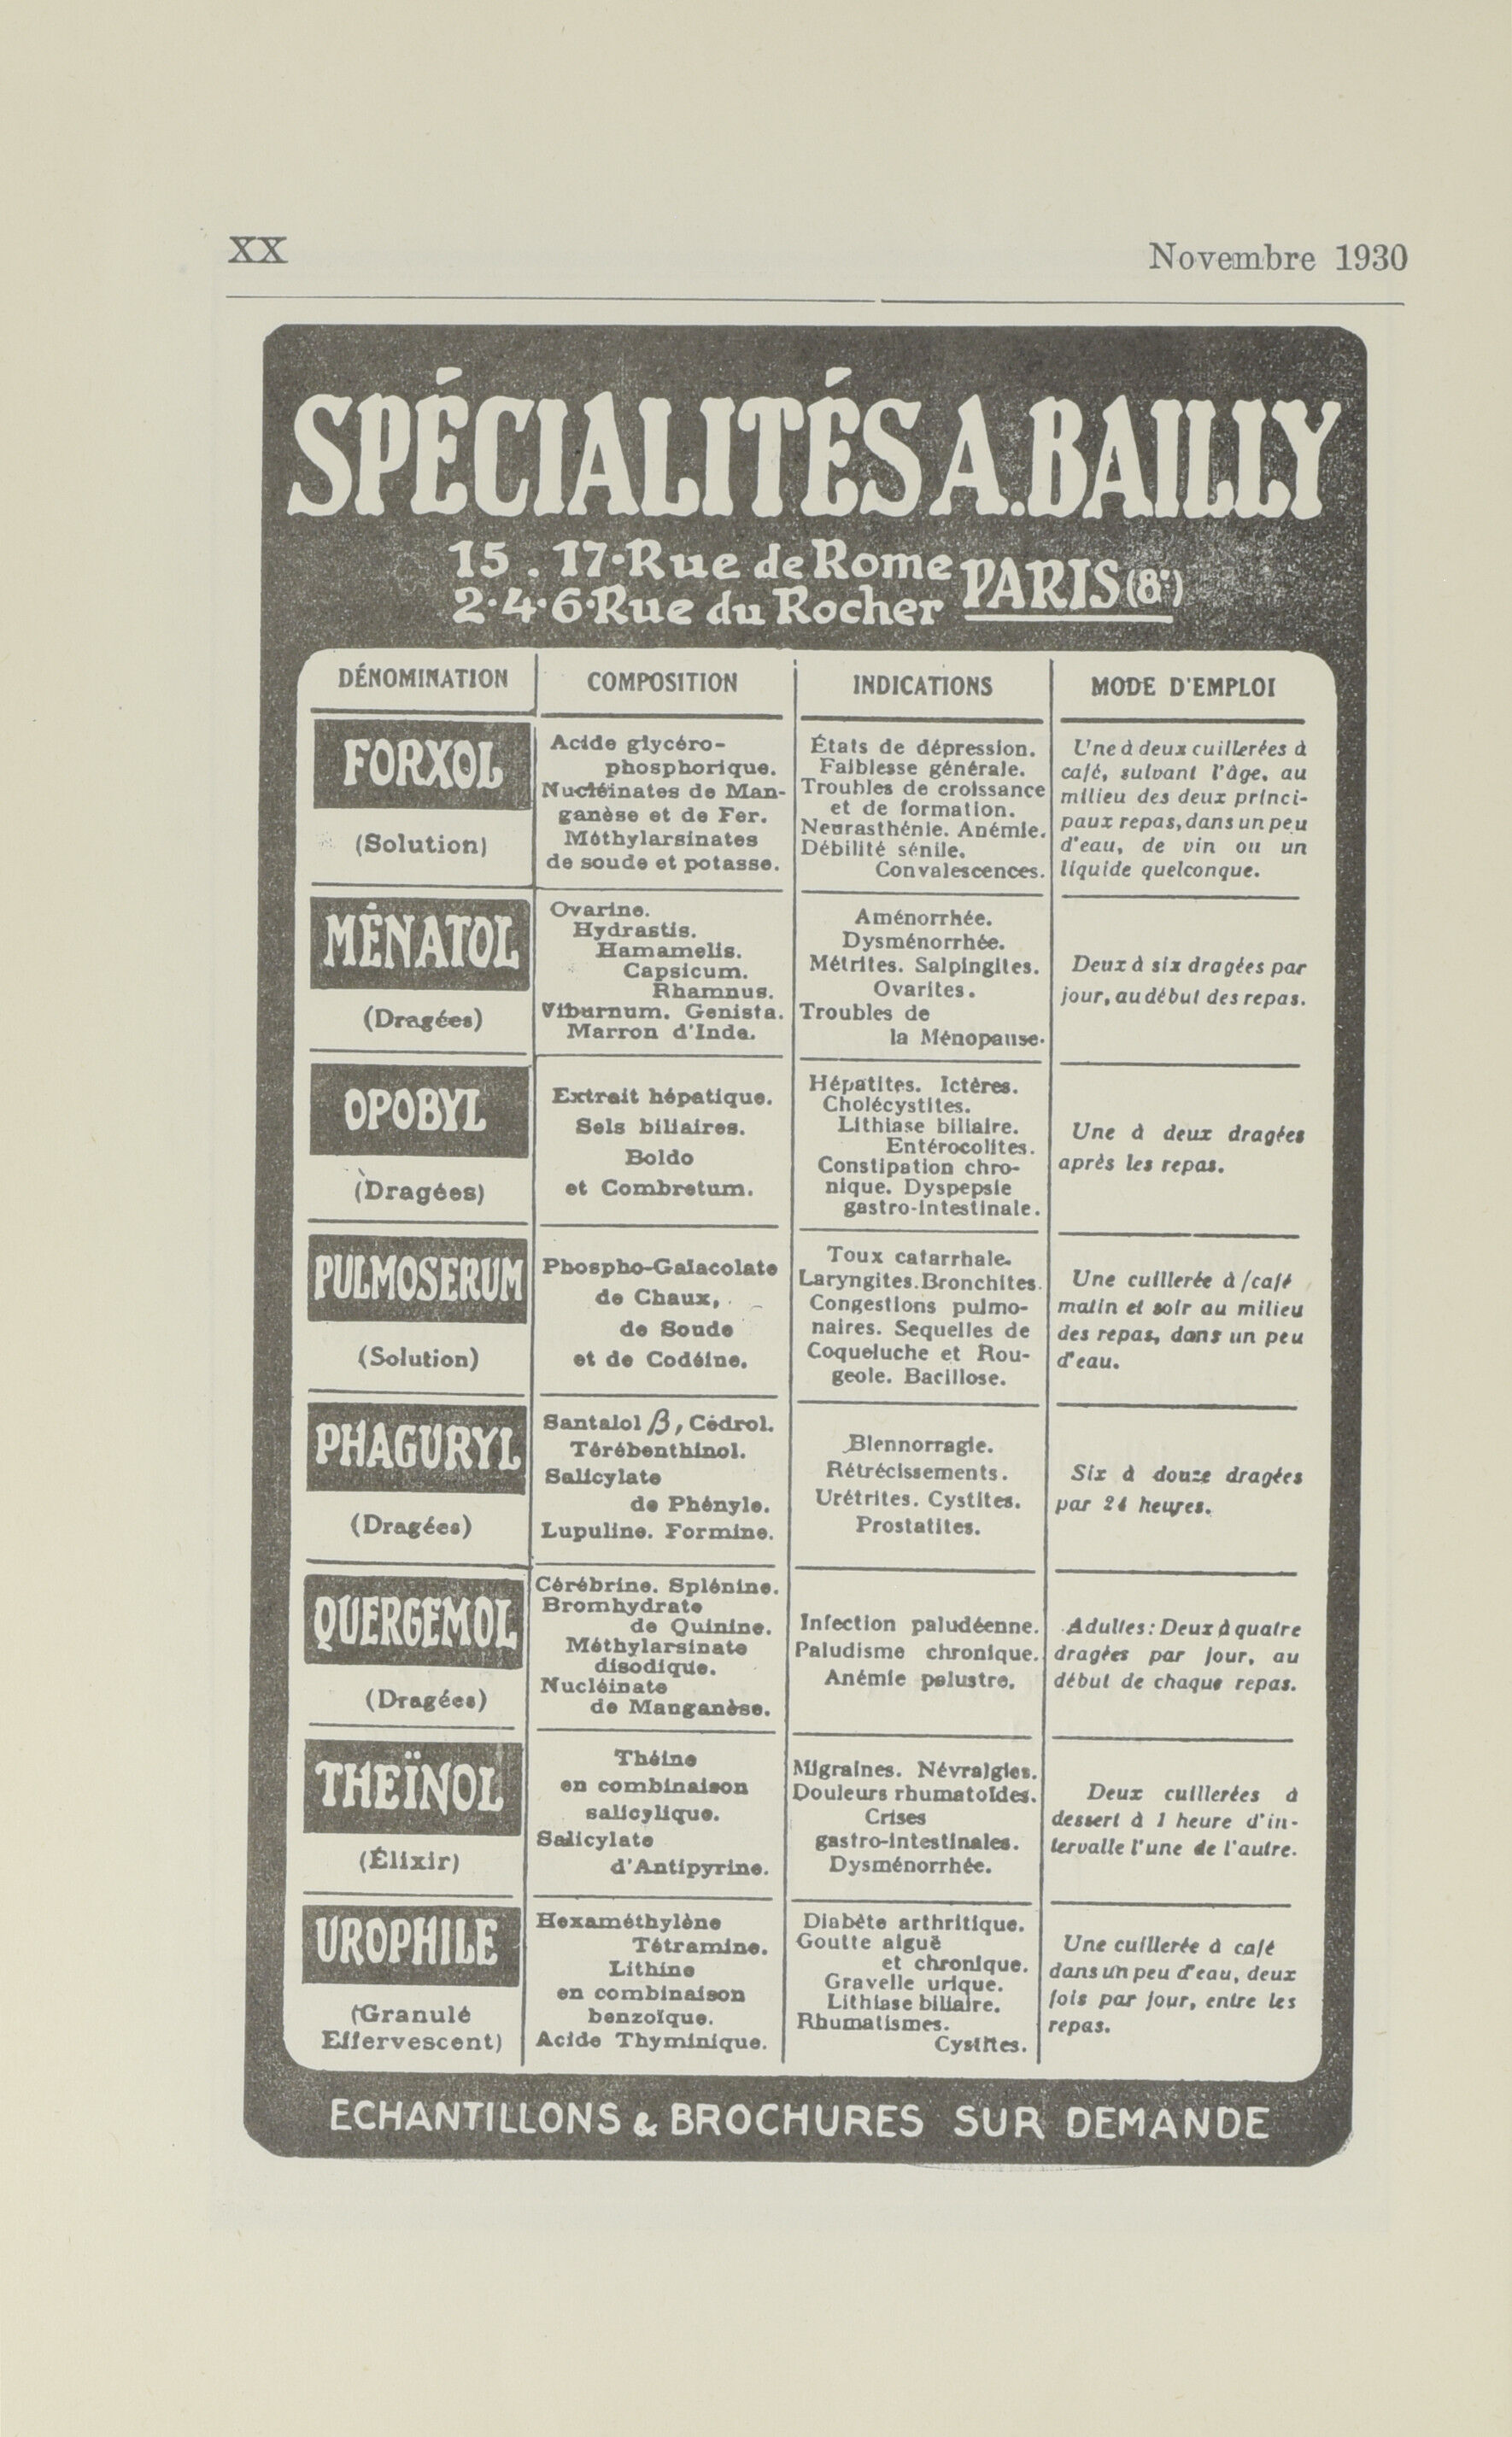 XX
Novembre 1930
SPÉCIALITÉS A. BAILLY
15 . 17·Rue de Rome
2·4·6·Rue du Rocher
PARIS (8e)
DÉNOMINATION
COMPOSITION
INDICATIONS
MODE D'EMPLOI
FORXOL
(Solution)
Acide glycéro-
phosphorique.
Nucléinates de Man-
ganèse et de Fer.
Méthylarsinates
de soude et potasse.
États de dépression.
Faiblesse générale.
Troubles de croissance
et de formation.
Neurasthénie. Anémie.
Débilité sénile.
Convalescences.
Une à deux cuillerées à
café, suivant l'âge, au
milieu des deux princi-
paux repas, dans un peu
d'eau, de vin ou un
liquide quelconque.
MÉNATOL
(Dragées)
Ovarine.
Hydrastis.
Hamamelis.
Capsicum.
Rhamnus.
Viburnum. Genista.
Marron d'Inde.
Aménorrhée.
Dysménorrhée.
Métrites. Salpingites.
Ovarites.
Troubles de
la Ménopause.
Deux à six dragées par
jour, au début des repas.
OPOBYL
(Dragées)
Extrait hépatique.
Sels biliaires.
Boldo
et Combretum.
Hépatites. Ictères.
Cholécystites.
Lithiase biliaire.
Entérocolites.
Constipation chro-
nique. Dyspepsie
gastro-intestinale.
Une à deux dragées
après les repas.
PULMOSERUM
(Solution)
Phospho-Gaïacolate
de Chaux,
de Soude
et de Codéine.
Toux catarrhale.
Laryngites. Bronchites.
Congestions pulmo-
naires. Sequelles de
Coqueluche et Rou-
geole. Bacillose.
Une cuillerée à café
matin et soir au milieu
des repas, dans un peu
d'eau.
PHAGURYL
(Dragées)
Santalol β, Cédrol.
Térébenthinol.
Salicylate
de Phényle.
Lupuline. Formine.
Blennorragie.
Rétrécissements.
Urétrites. Cystites.
Prostatites.
Six à douze dragées
par 24 heures.
QUERGEMOL
(Dragées)
Cérébrine. Splénine.
Bromhydrate
de Quinine.
Méthylarsinate
disodique.
Nucléinate
de Manganèse.
Infection paludéenne.
Paludisme chronique.
Anémie palustre.
Adultes: Deux à quatre
dragées par jour, au
début de chaque repas.
THEÏNOL
(Élixir)
Théine
en combinaison
salicylique.
Salicylate
d'Antipyrine.
Migraines. Névralgies.
Douleurs rhumatoïdes.
Crises
gastro-intestinales.
Dysménorrhée.
Deux cuillerées à
dessert à 1 heure d'in-
tervalle l'une de l'autre.
UROPHILE
(Granulé
Effervescent)
Hexaméthylène
Tétramine.
Lithine
en combinaison
benzoïque.
Acide Thyminique.
Diabète arthritique.
Goutte aiguë
et chronique.
Gravelle urique.
Lithiase biliaire.
Rhumatismes.
Cystites.
Une cuillerée à café
dans un peu d'eau, deux
fois par jour, entre les
repas.
ECHANTILLONS & BROCHURES SUR DEMANDE